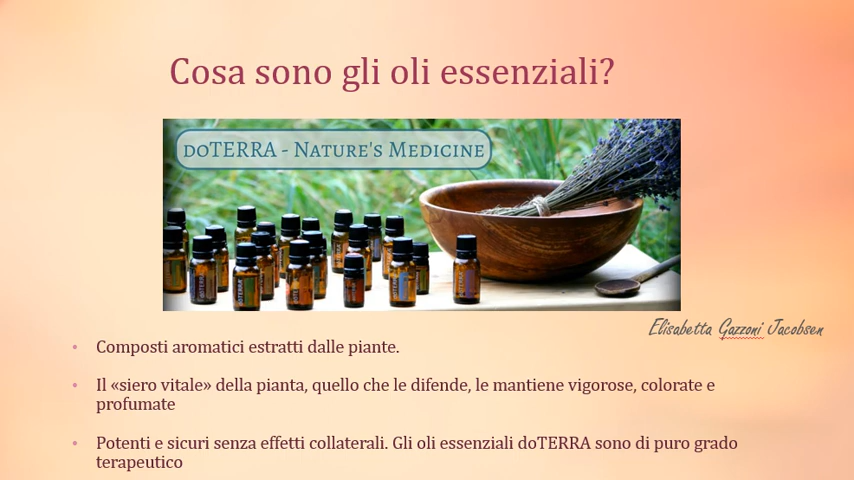 Cosa sono gli oli essenziali?
doTERRA - Nature's Medicine
Elisabetta Gazzoni Jacobsen
• Composti aromatici estratti dalle piante.
• Il «siero vitale» della pianta, quello che le difende, le mantiene vigorose, colorate e
profumate
• Potenti e sicuri senza effetti collaterali. Gli oli essenziali doTERRA sono di puro grado
terapeutico